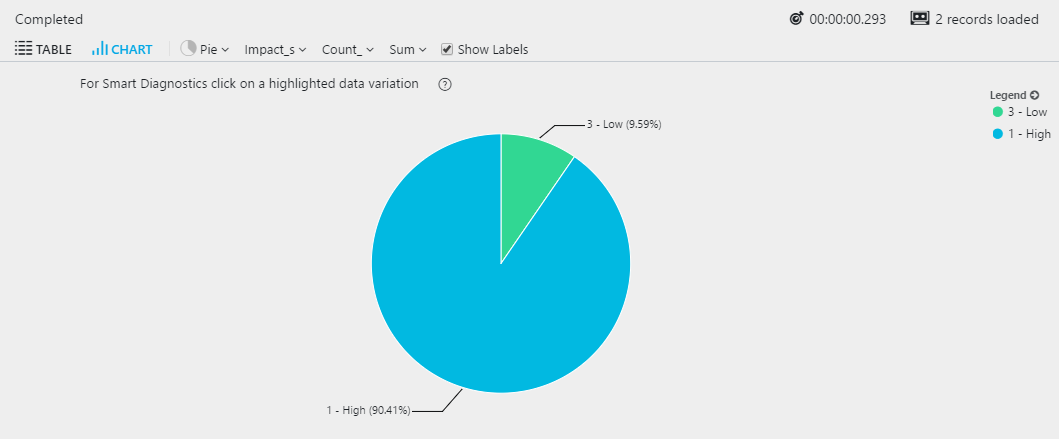 Completed 00:00:00.293 2 records loaded
TABLE CHART Pie Impact_s Count_ Sum Show Labels
For Smart Diagnostics click on a highlighted data variation ?
Legend
3 - Low
1 - High
3 - Low (9.59%)
1 - High (90.41%)